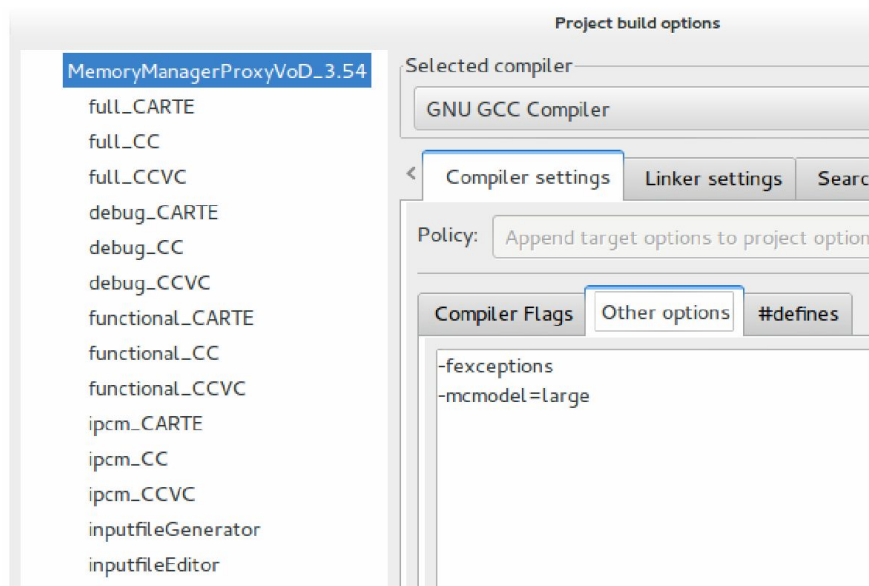 Project build options
MemoryManagerProxyVoD_3.54
full_CARTE
full_CC
full_CCVC
debug_CARTE
debug_CC
debug_CCVC
functional_CARTE
functional_CC
functional_CCVC
ipcm_CARTE
ipcm_CC
ipcm_CCVC
inputfileGenerator
inputfileEditor
Selected compiler
GNU GCC Compiler
< Compiler settings Linker settings Searc
Policy: Append target options to project option
Compiler Flags Other options #defines
-fexceptions
-mcmodel=large